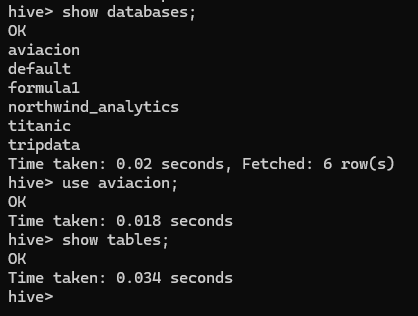 hive> show databases;
OK
aviacion
default
formula1
northwind_analytics
titanic
tripdata
Time taken: 0.02 seconds, Fetched: 6 row(s)
hive> use aviacion;
OK
Time taken: 0.018 seconds
hive> show tables;
OK
Time taken: 0.034 seconds
hive>